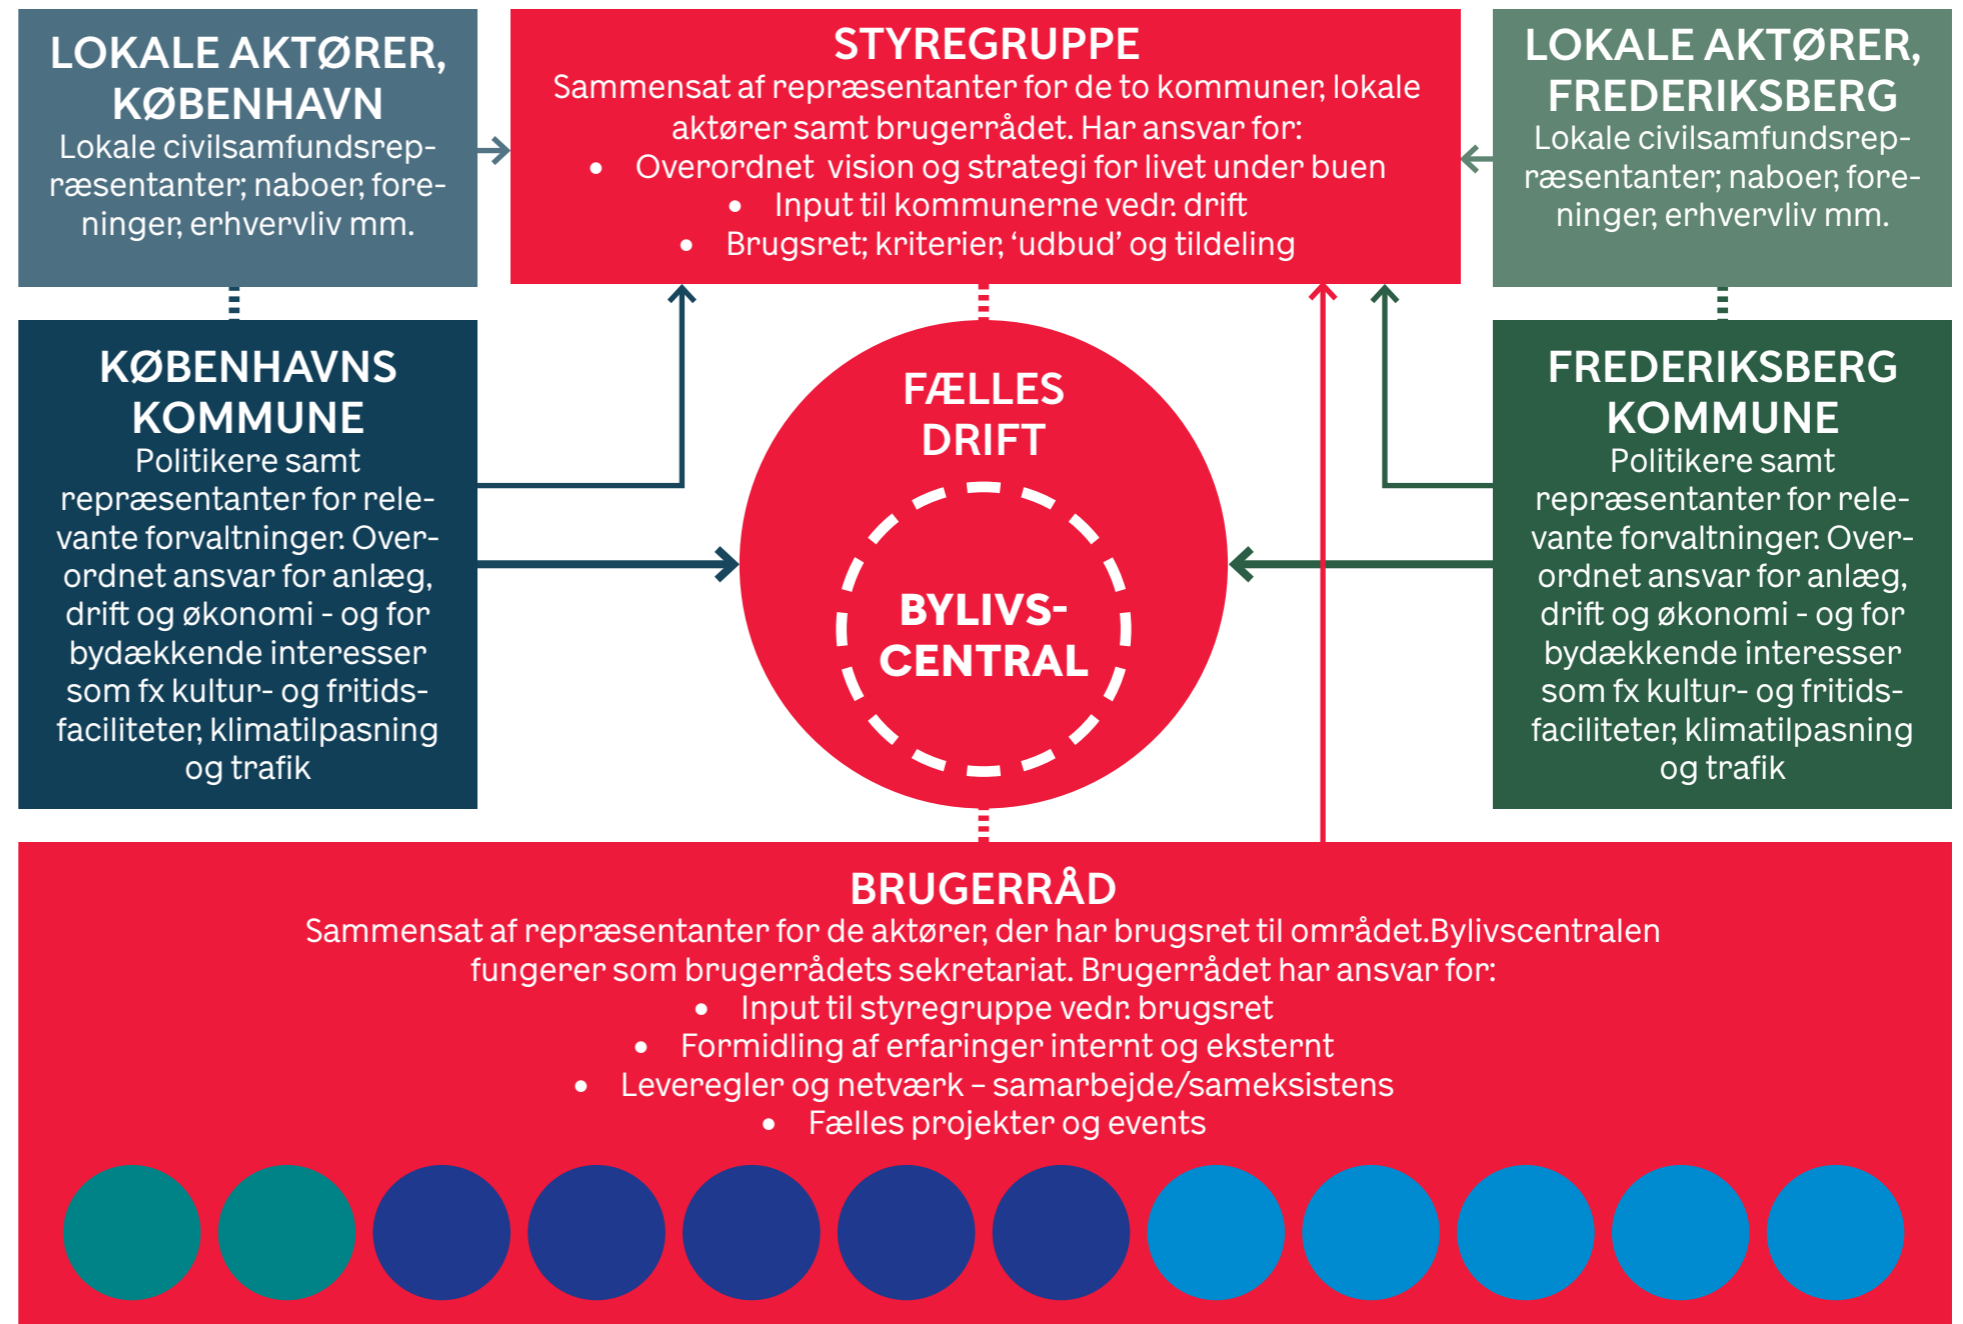 LOKALE AKTØRER,
KØBENHAVN
Lokale civilsamfundsrep-
ræsentanter; naboer, fore-
ninger, erhvervliv mm.
STYREGRUPPE
Sammensat af repræsentanter for de to kommuner, lokale
aktører samt brugerrådet. Har ansvar for:
• Overordnet vision og strategi for livet under buen
• Input til kommunerne vedr. drift
• Brugsret; kriterier, ‘udbud’ og tildeling
LOKALE AKTØRER,
FREDERIKSBERG
Lokale civilsamfundsrep-
ræsentanter; naboer, fore-
ninger, erhvervliv mm.
KØBENHAVNS
KOMMUNE
Politikere samt
repræsentanter for rele-
vante forvaltninger. Over-
ordnet ansvar for anlæg,
drift og økonomi - og for
bydækkende interesser
som fx kultur- og fritids-
faciliteter, klimatilpasning
og trafik
FÆLLES
DRIFT
BYLIVS-
CENTRAL
FREDERIKSBERG
KOMMUNE
Politikere samt
repræsentanter for rele-
vante forvaltninger. Over-
ordnet ansvar for anlæg,
drift og økonomi - og for
bydækkende interesser
som fx kultur- og fritids-
faciliteter, klimatilpasning
og trafik
BRUGERRÅD
Sammensat af repræsentanter for de aktører, der har brugsret til området.Bylivscentralen
fungerer som brugerrådets sekretariat. Brugerrådet har ansvar for:
• Input til styregruppe vedr. brugsret
• Formidling af erfaringer internt og eksternt
• Leveregler og netværk – samarbejde/sameksistens
• Fælles projekter og events